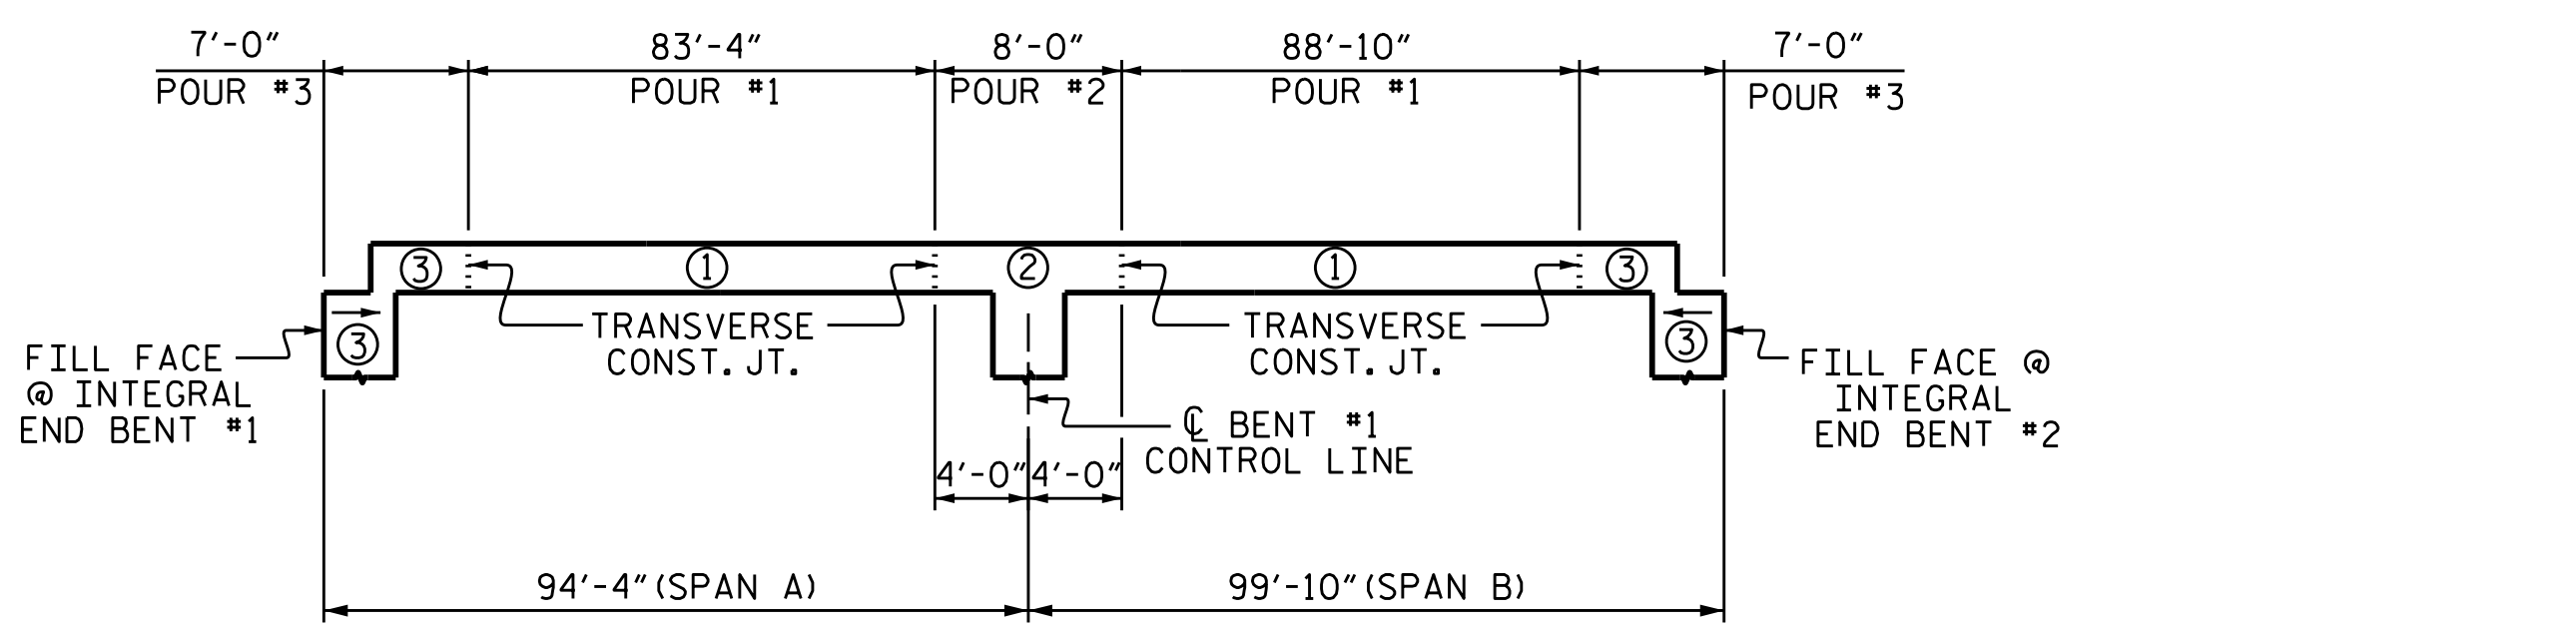 7'-0" 83'-4" 8'-0" 88'-10" 7'-0"
POUR #3 POUR #1 POUR #2 POUR #1 POUR #3
3 1 2 1 3
3 3
TRANSVERSE
CONST. JT.
TRANSVERSE
CONST. JT.
FILL FACE
@ INTEGRAL
END BENT #1
FILL FACE @
INTEGRAL
END BENT #2
℄ BENT #1
CONTROL LINE
4'-0" 4'-0"
94'-4"(SPAN A) 99'-10"(SPAN B)